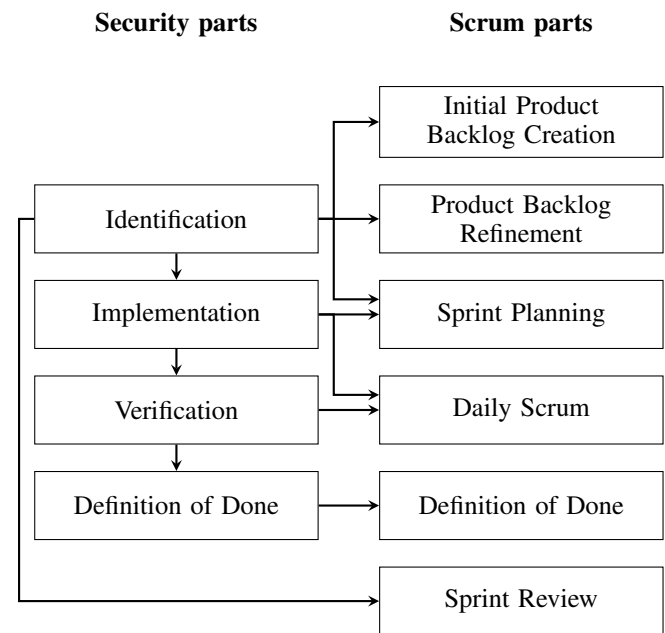 Security parts
Scrum parts
Initial Product
Backlog Creation
Identification
Product Backlog
Refinement
Implementation
Sprint Planning
Verification
Daily Scrum
Definition of Done
Definition of Done
Sprint Review